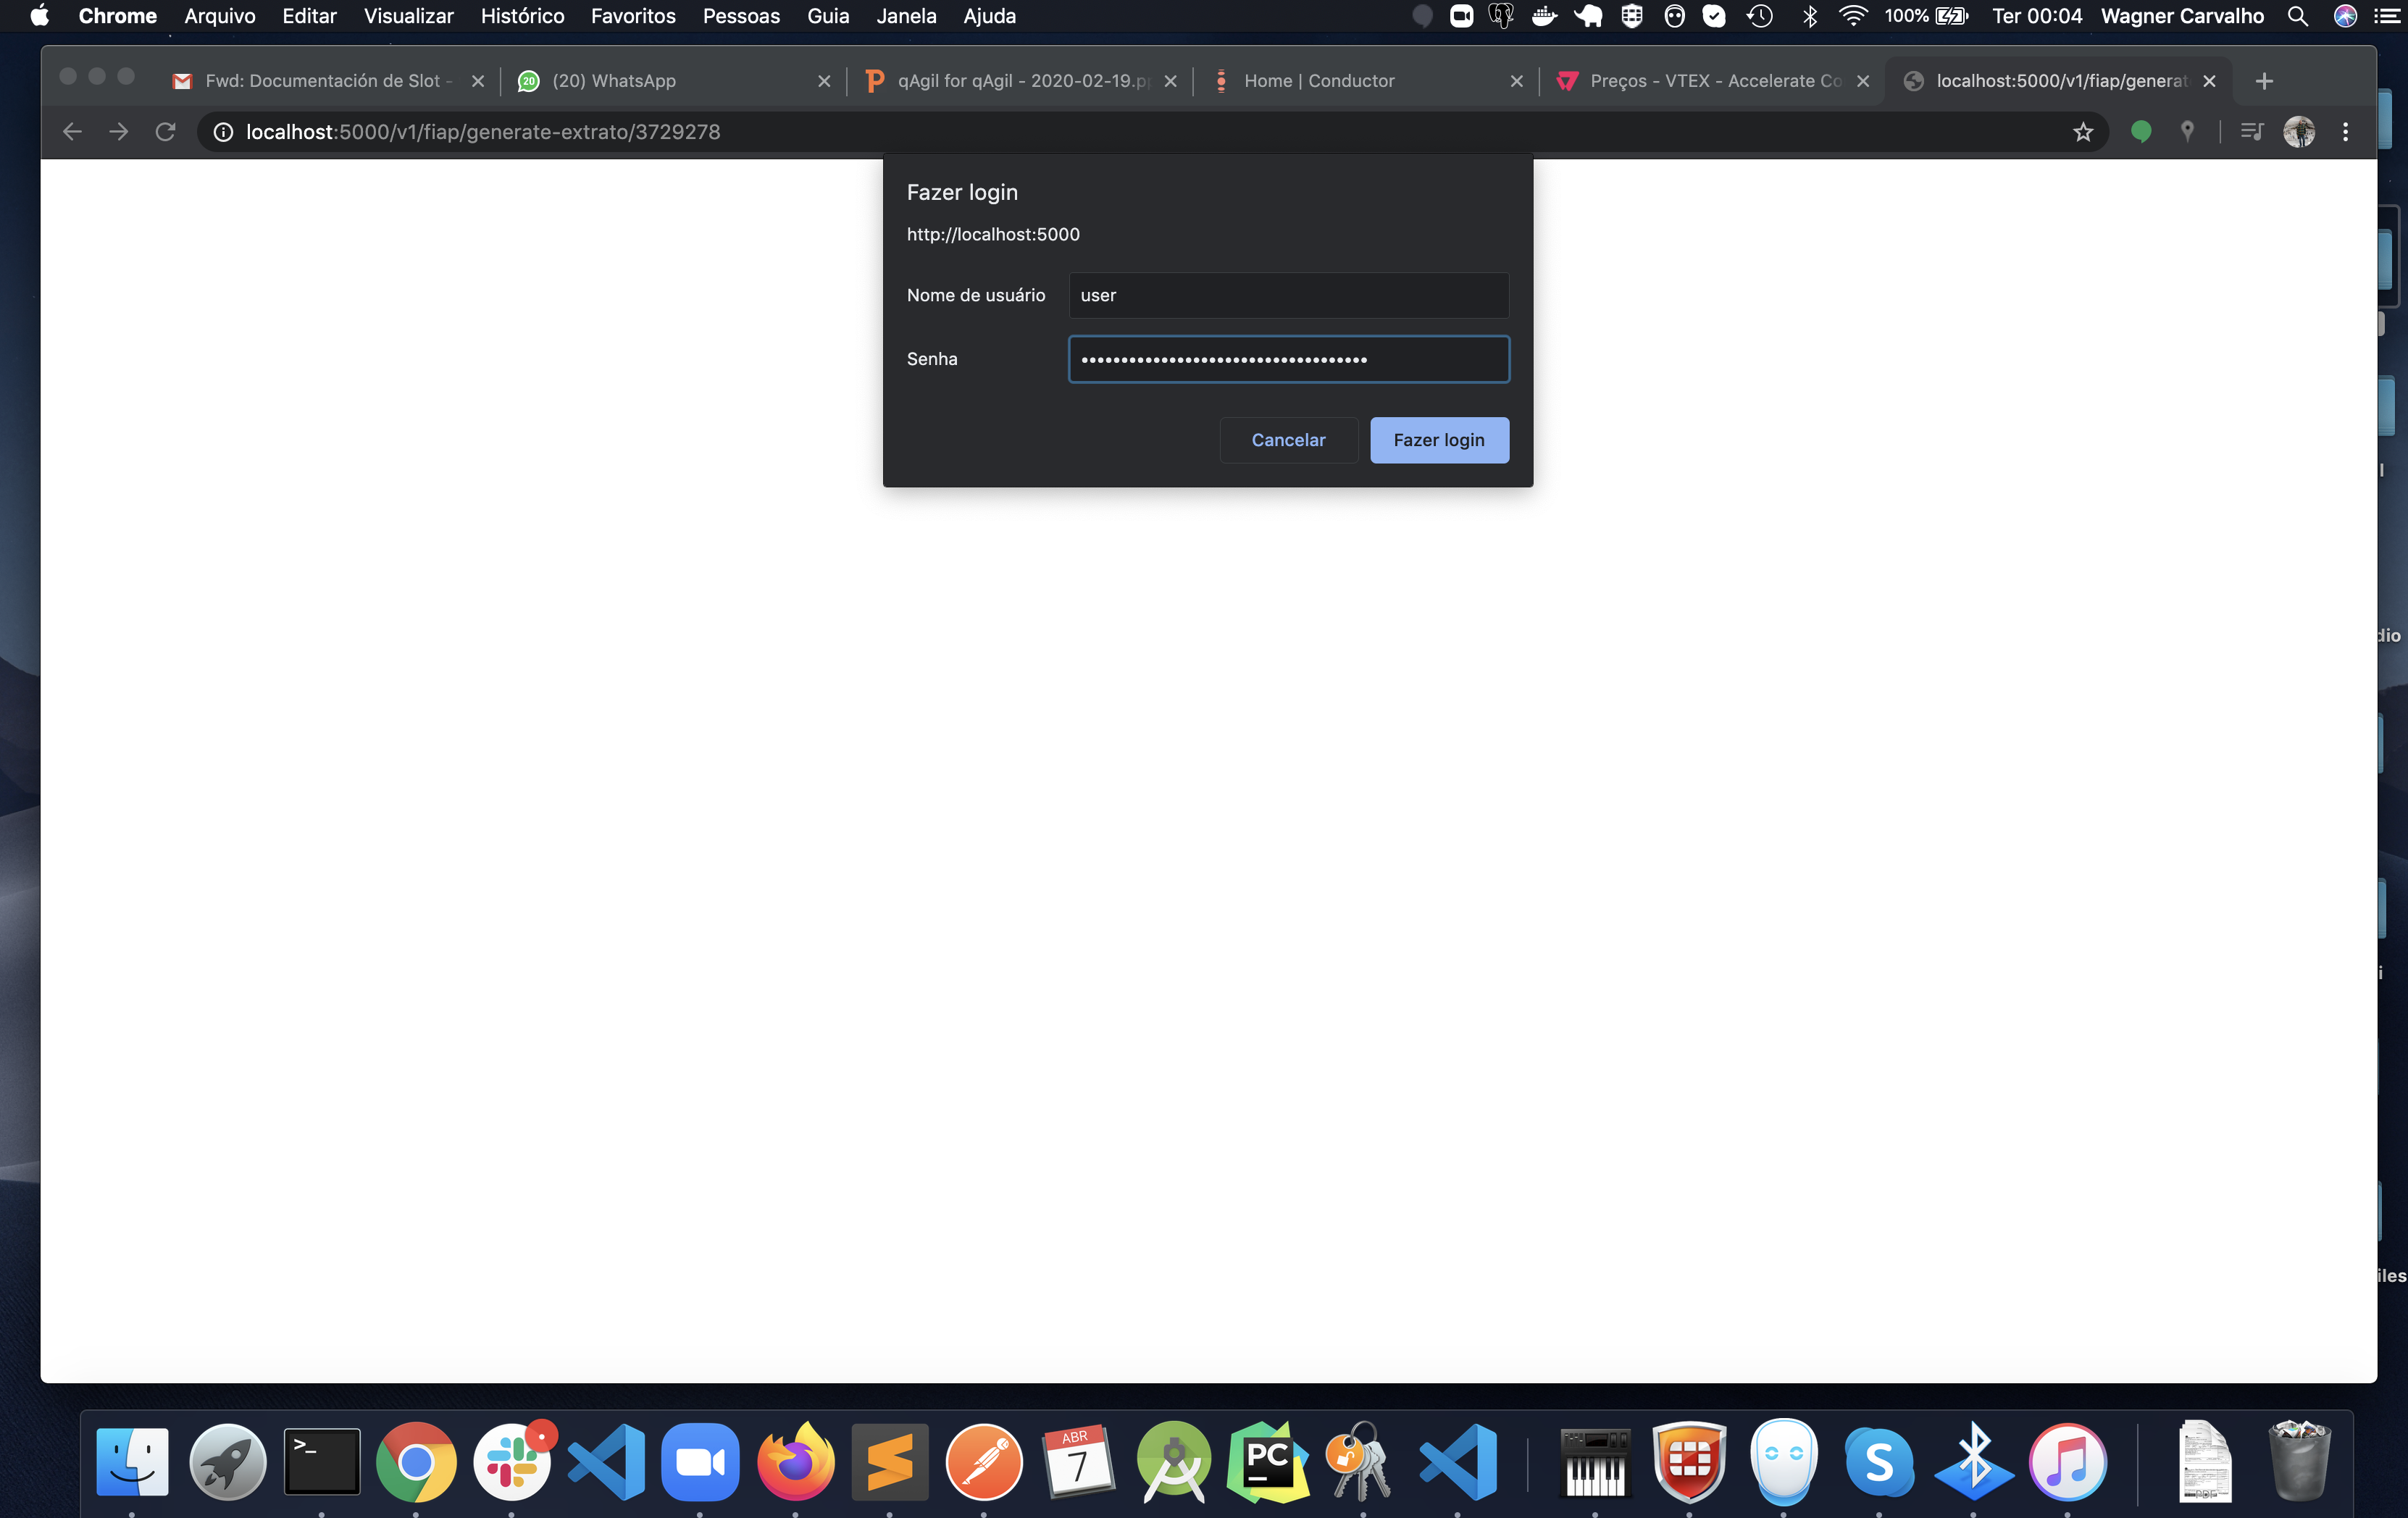 Chrome Arquivo Editar Visualizar Histórico Favoritos Pessoas Guia Janela Ajuda 100% Ter 00:04 Wagner Carvalho
Fwd: Documentación de Slot - 20 (20) WhatsApp qAgil for qAgil - 2020-02-19.p Home | Conductor Preços - VTEX - Accelerate Co localhost:5000/v1/fiap/generat
localhost:5000/v1/fiap/generate-extrato/3729278
Fazer login
http://localhost:5000
Nome de usuário user
Senha ••••••••••••••••••••••••••••••••••••
Cancelar Fazer login
l
dio
i
iles
>_
ABR
7
PC
S
PDF